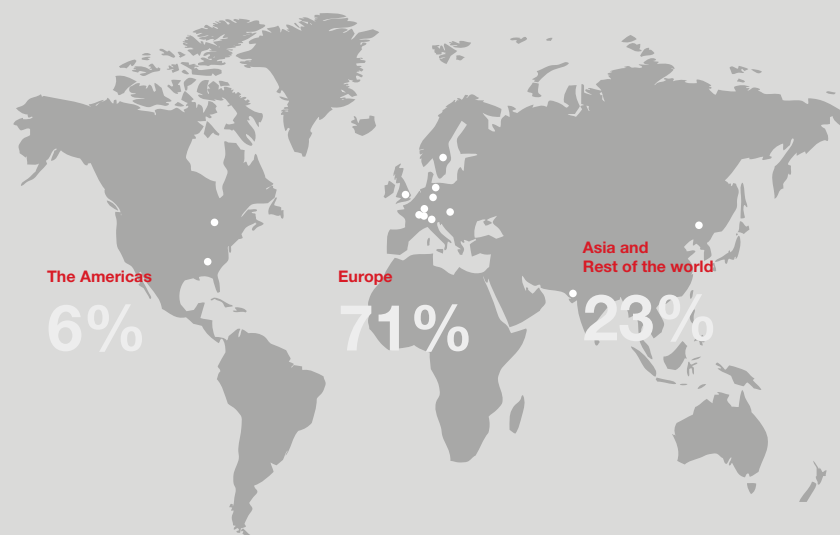 The Americas
6%
Europe
71%
Asia and
Rest of the world
23%